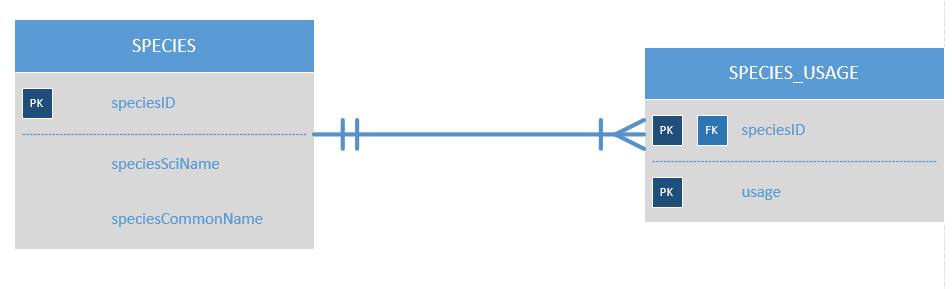 SPECIES
PK speciesID
speciesSciName
speciesCommonName
SPECIES_USAGE
PK FK speciesID
PK usage